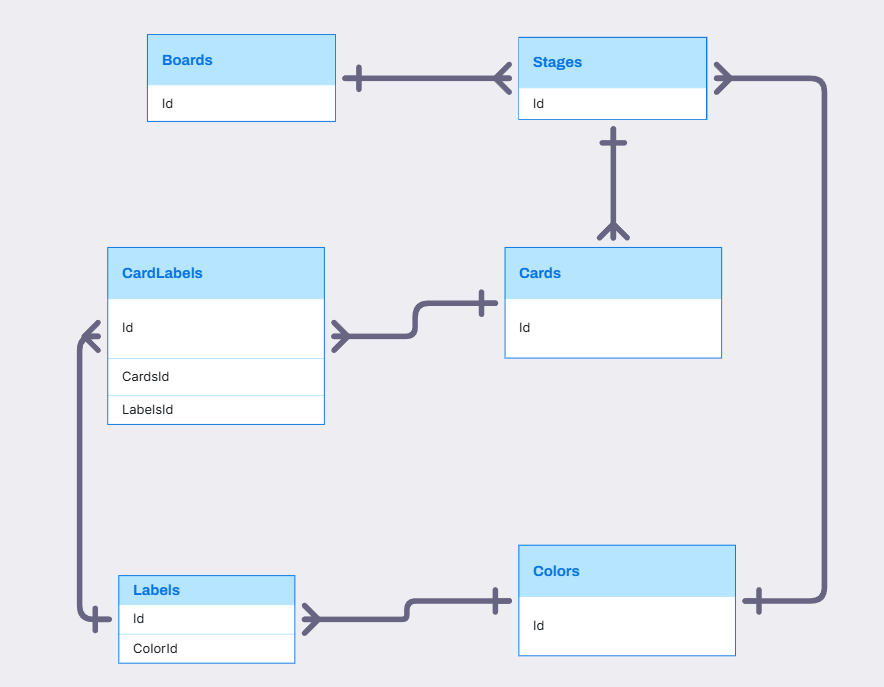 Boards
Id
Stages
Id
CardLabels
Id
CardsId
LabelsId
Cards
Id
Labels
Id
ColorId
Colors
Id